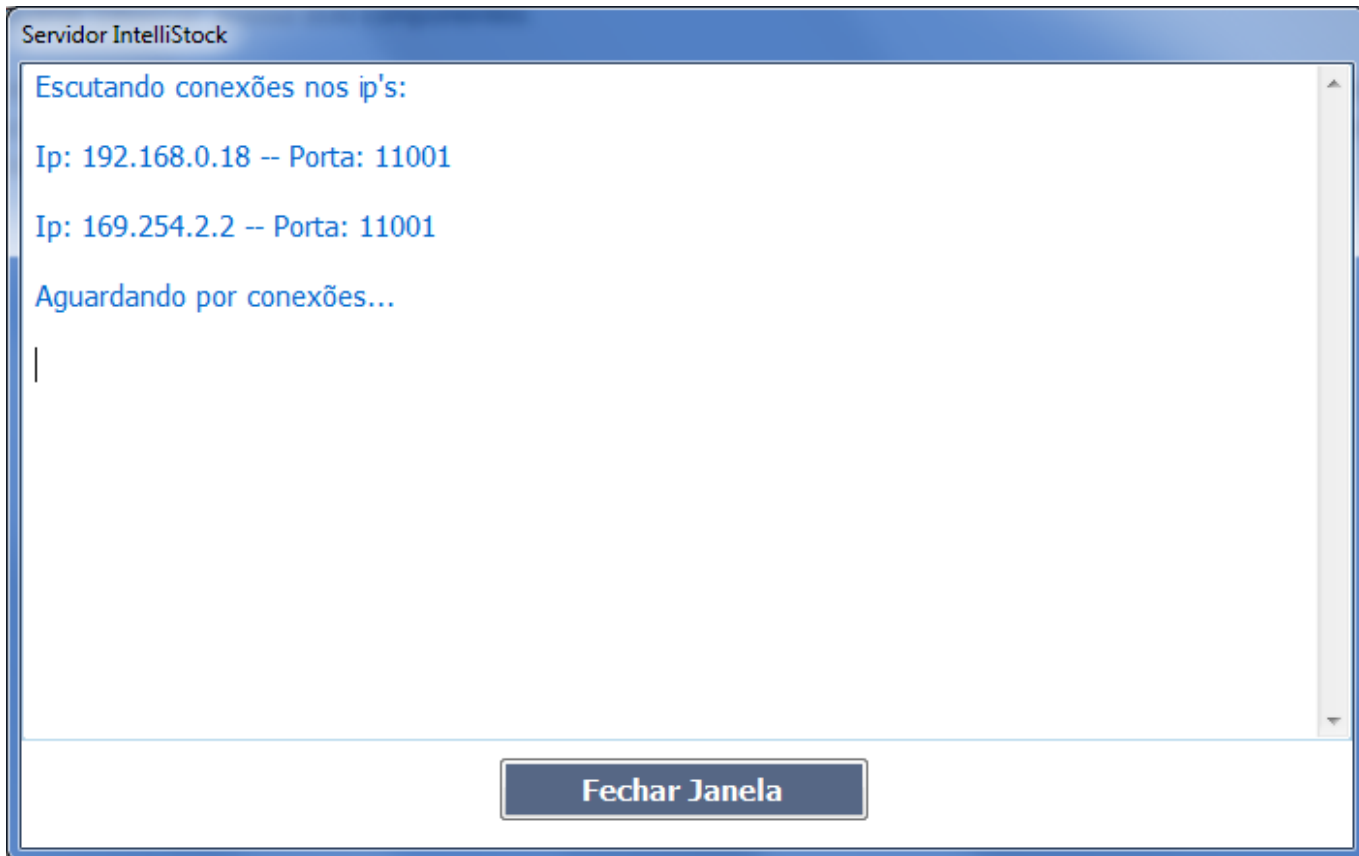 Servidor IntelliStock
Escutando conexões nos ip's:
Ip: 192.168.0.18 -- Porta: 11001
Ip: 169.254.2.2 -- Porta: 11001
Aguardando por conexões...
Fechar Janela